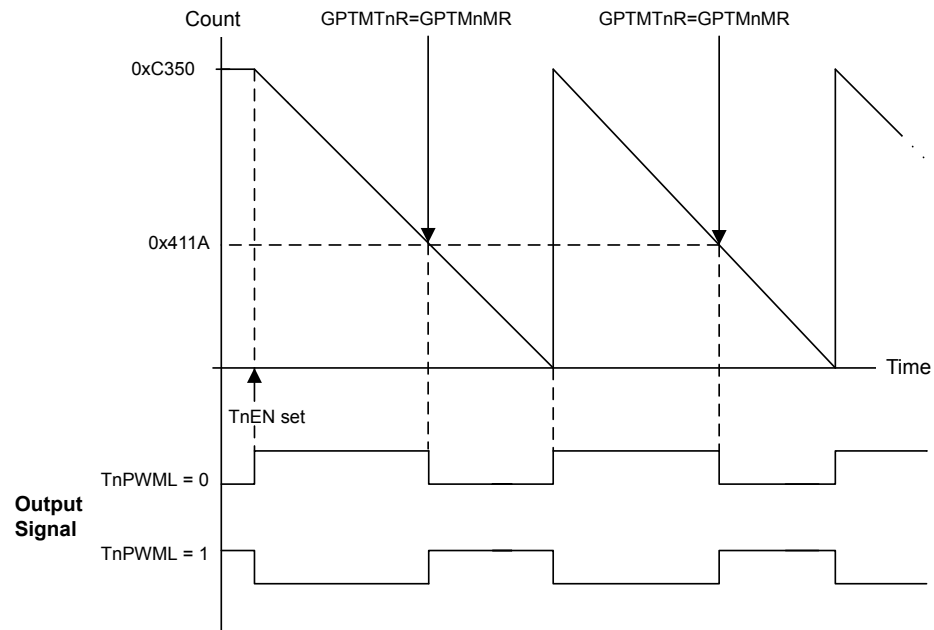 Count
GPTMTnR=GPTMnMR
GPTMTnR=GPTMnMR
0xC350
0x411A
Time
TnEN set
TnPWML = 0
Output
Signal
TnPWML = 1